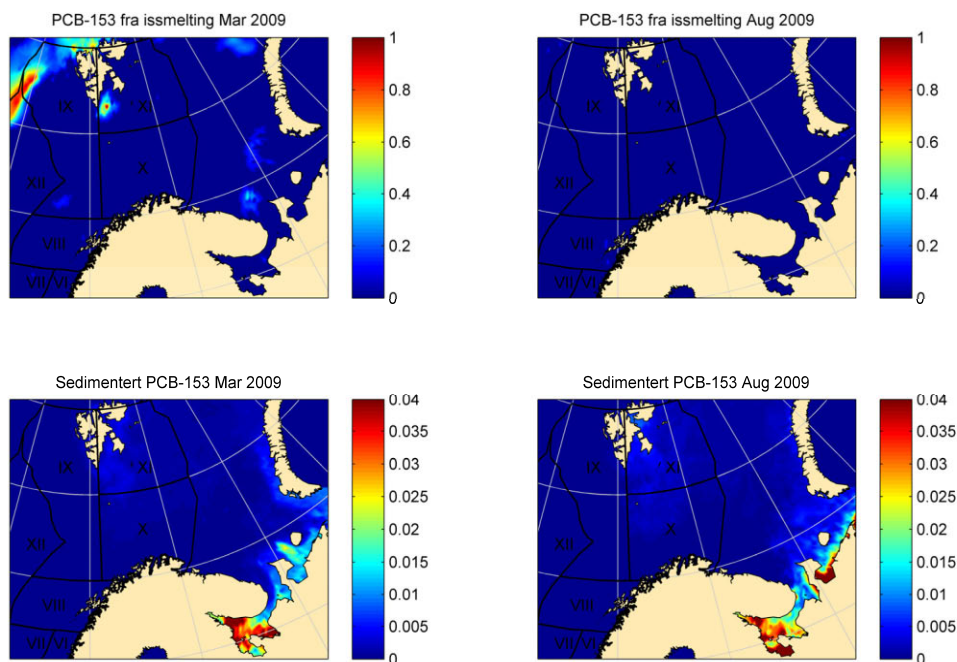 PCB-153 fra issmelting Mar 2009
1
0.8
0.6
0.4
0.2
0
IX
XI
X
XII
VIII
VII VI
PCB-153 fra issmelting Aug 2009
1
0.8
0.6
0.4
0.2
0
IX
XI
X
XII
VIII
VII VI
Sedimentert PCB-153 Mar 2009
0.04
0.035
0.03
0.025
0.02
0.015
0.01
0.005
0
IX
XI
X
XII
VIII
VII VI
Sedimentert PCB-153 Aug 2009
0.04
0.035
0.03
0.025
0.02
0.015
0.01
0.005
0
IX
XI
X
XII
VIII
VII VI